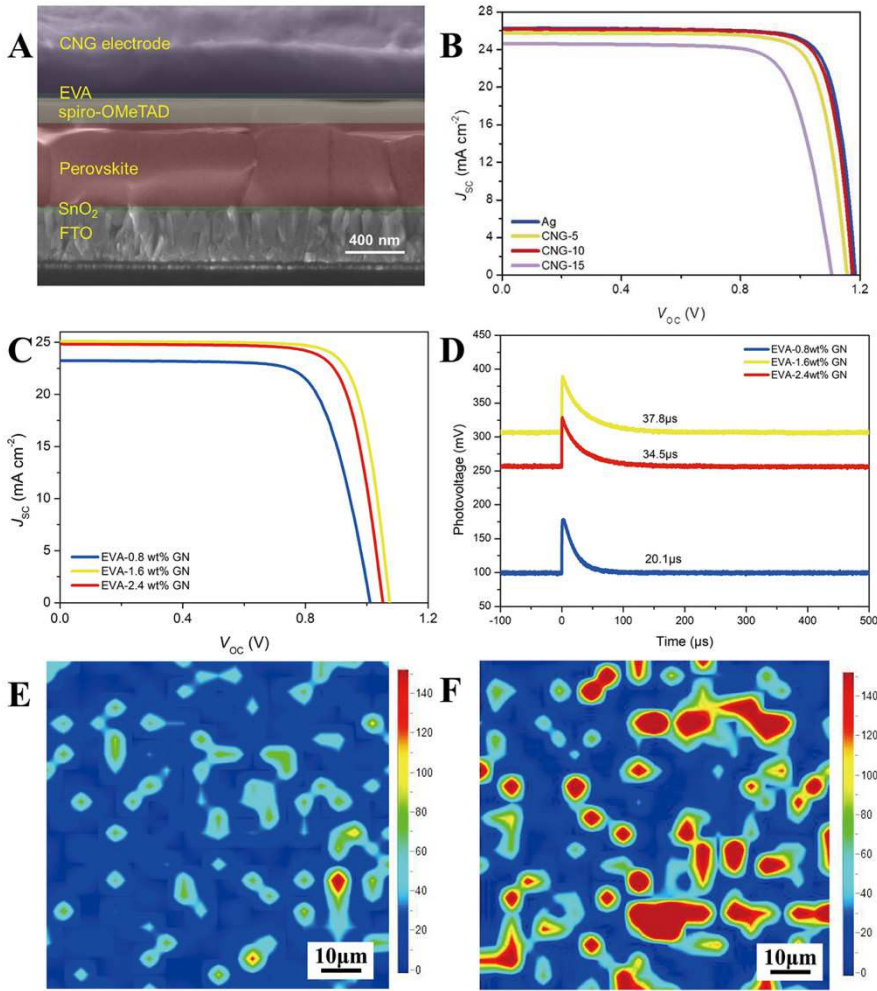 A
CNG electrode
EVA
spiro-OMeTAD
Perovskite
SnO₂
FTO
400 nm
B
28
24
20
16
12
8
4
0
J_SC (mA cm⁻²)
Ag
CNG-5
CNG-10
CNG-15
0.0 0.4 0.8 1.2
V_OC (V)
C
25
20
15
10
5
0
J_SC (mA cm⁻²)
EVA-0.8 wt% GN
EVA-1.6 wt% GN
EVA-2.4 wt% GN
0.0 0.4 0.8 1.2
V_OC (V)
D
450
400
350
300
250
200
150
100
50
Photovoltage (mV)
EVA-0.8wt% GN
EVA-1.6wt% GN
EVA-2.4wt% GN
37.8μs
34.5μs
20.1μs
-100 0 100 200 300 400 500
Time (μs)
E
10μm
140
120
100
80
60
40
20
0
F
10μm
140
120
100
80
60
40
20
0